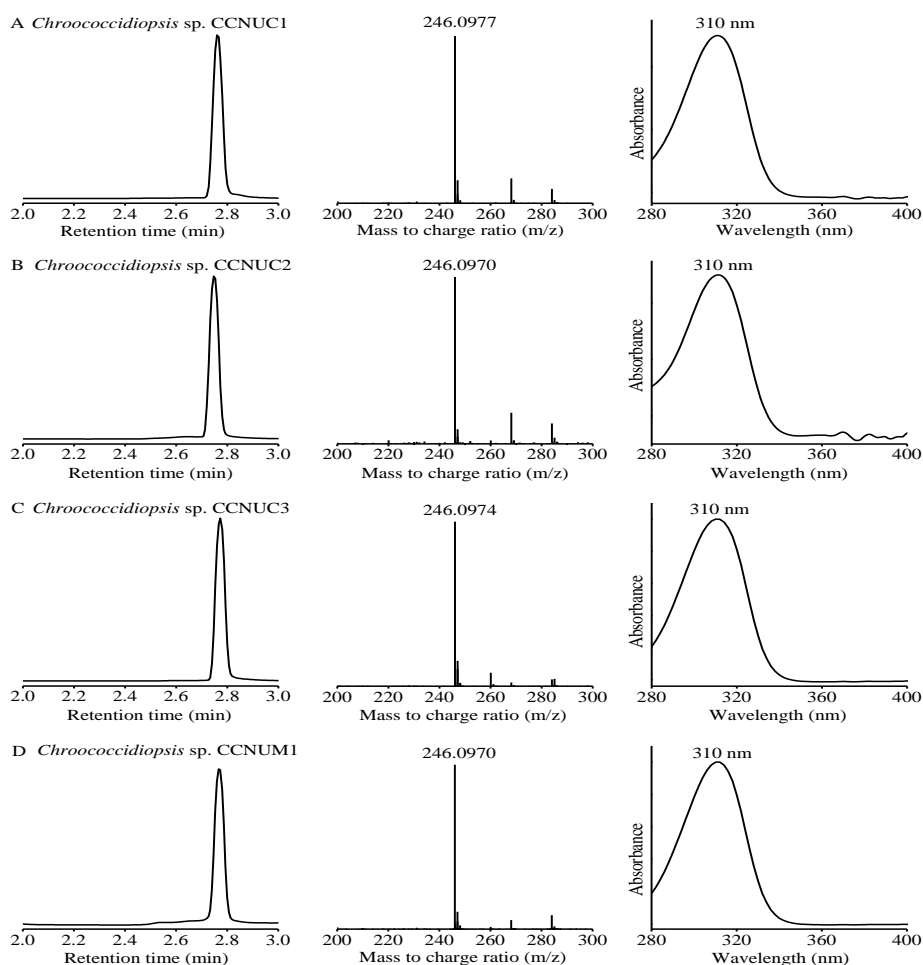 A Chroococcidiopsis sp. CCNUC1
246.0977
310 nm
Absorbance
2.0 2.2 2.4 2.6 2.8 3.0
Retention time (min)
200 220 240 260 280 300
Mass to charge ratio (m/z)
280 320 360 400
Wavelength (nm)
B Chroococcidiopsis sp. CCNUC2
246.0970
310 nm
Absorbance
2.0 2.2 2.4 2.6 2.8 3.0
Retention time (min)
200 220 240 260 280 300
Mass to charge ratio (m/z)
280 320 360 400
Wavelength (nm)
C Chroococcidiopsis sp. CCNUC3
246.0974
310 nm
Absorbance
2.0 2.2 2.4 2.6 2.8 3.0
Retention time (min)
200 220 240 260 280 300
Mass to charge ratio (m/z)
280 320 360 400
Wavelength (nm)
D Chroococcidiopsis sp. CCNUM1
246.0970
310 nm
Absorbance
2.0 2.2 2.4 2.6 2.8 3.0
Retention time (min)
200 220 240 260 280 300
Mass to charge ratio (m/z)
280 320 360 400
Wavelength (nm)